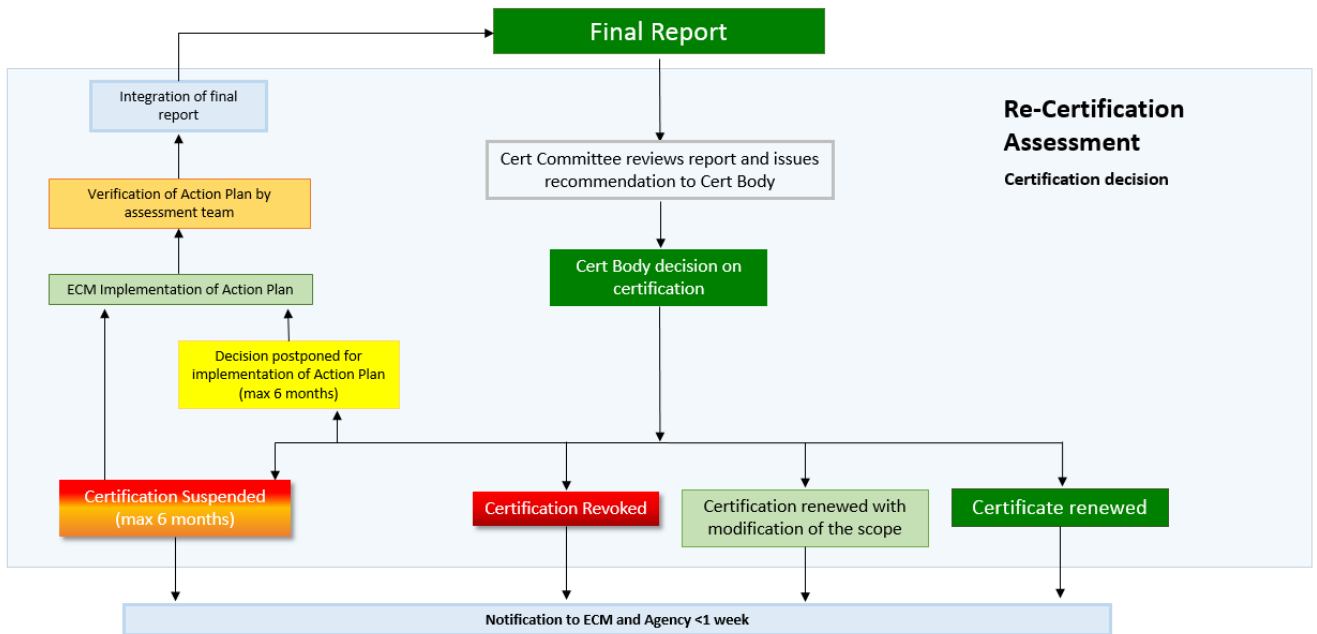 Final Report
Integration of final
report
Re-Certification
Assessment
Certification decision
Cert Committee reviews report and issues
recommendation to Cert Body
Verification of Action Plan by
assessment team
Cert Body decision on
certification
ECM Implementation of Action Plan
Decision postponed for
implementation of Action Plan
(max 6 months)
Certification Suspended
(max 6 months)
Certification Revoked
Certification renewed with
modification of the scope
Certificate renewed
Notification to ECM and Agency <1 week